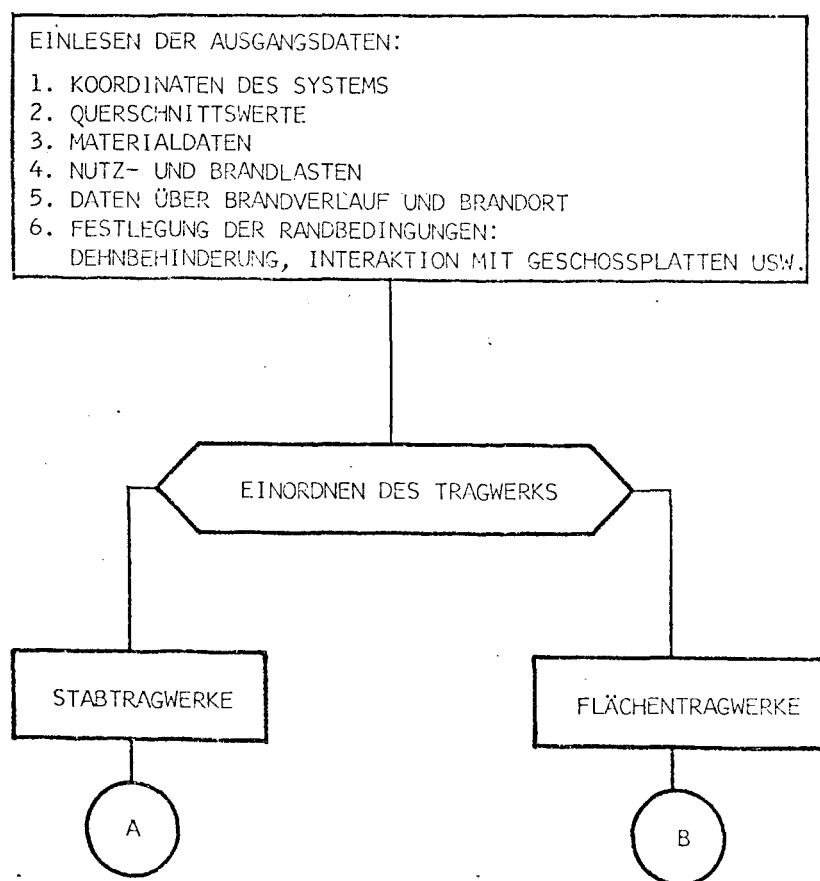 EINLESEN DER AUSGANGSDATEN:
1. KOORDINATEN DES SYSTEMS
2. QUERSCHNITTSWERTE
3. MATERIALDATEN
4. NUTZ- UND BRANDLASTEN
5. DATEN ÜBER BRANDVERLAUF UND BRANDORT
6. FESTLEGUNG DER RANDBEDINGUNGEN:
DEHNBEHINDERUNG, INTERAKTION MIT GESCHOSSPLATTEN USW.
EINORDNEN DES TRAGWERKS
STABTRAGWERKE
FLÄCHENTRAGWERKE
A
B